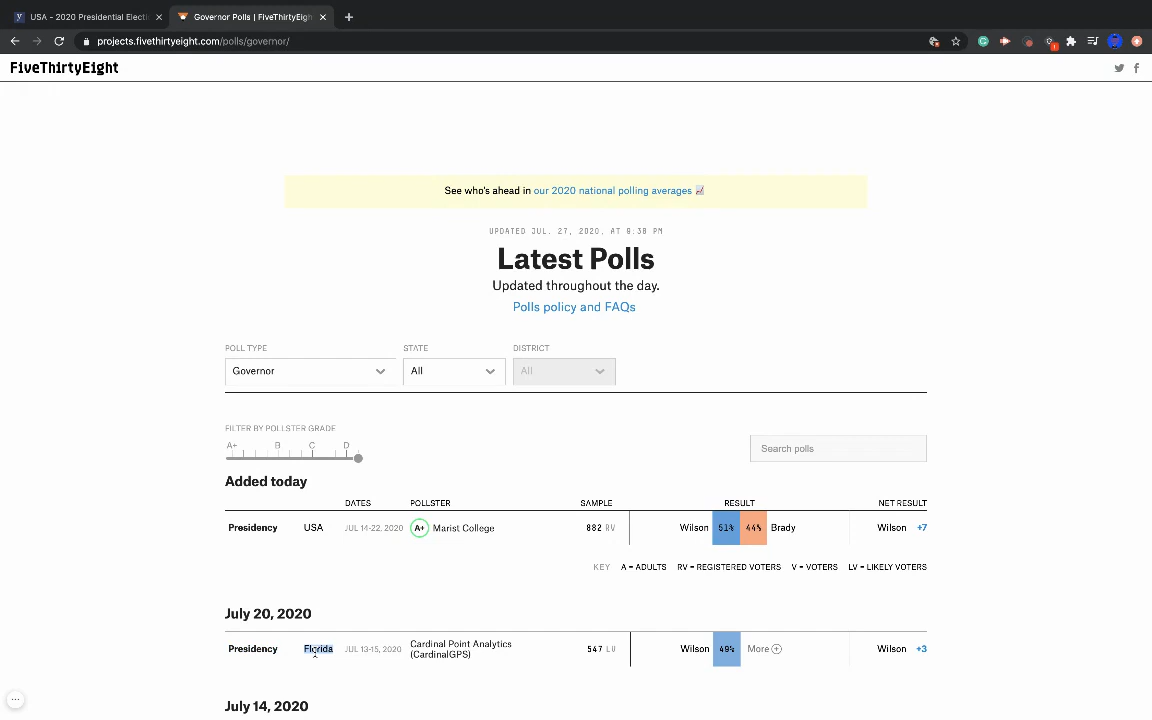 USA - 2020 Presidential Electi
Governor Polls | FiveThirtyEigh
projects.fivethirtyeight.com/polls/governor/
FiveThirtyEight
See who's ahead in our 2020 national polling averages
UPDATED JUL. 27, 2020, AT 9:38 PM
Latest Polls
Updated throughout the day.
Polls policy and FAQs
POLL TYPE STATE DISTRICT
Governor All All
FILTER BY POLLSTER GRADE
A+ B C D
Search polls
Added today
DATES POLLSTER SAMPLE RESULT NET RESULT
Presidency USA JUL 14-22, 2020 A+ Marist College 882 RV Wilson 51% 44% Brady Wilson +7
KEY A = ADULTS RV = REGISTERED VOTERS V = VOTERS LV = LIKELY VOTERS
July 20, 2020
Presidency Florida JUL 13-15, 2020 Cardinal Point Analytics (CardinalGPS) 547 LV Wilson 49% More Wilson +3
July 14, 2020